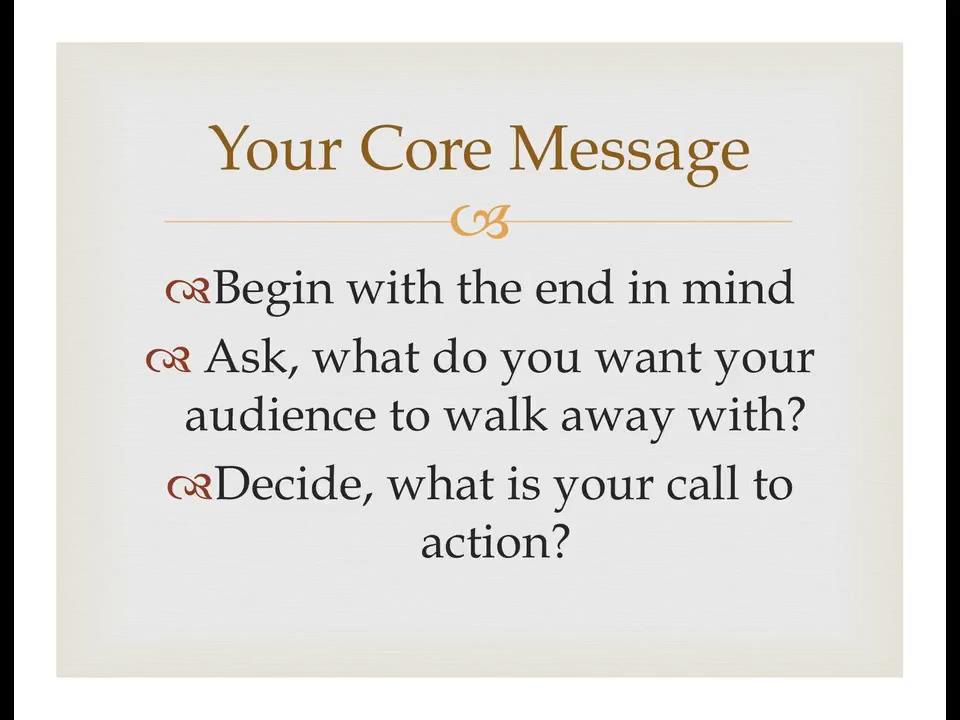 Your Core Message
Begin with the end in mind
Ask, what do you want your
audience to walk away with?
Decide, what is your call to
action?